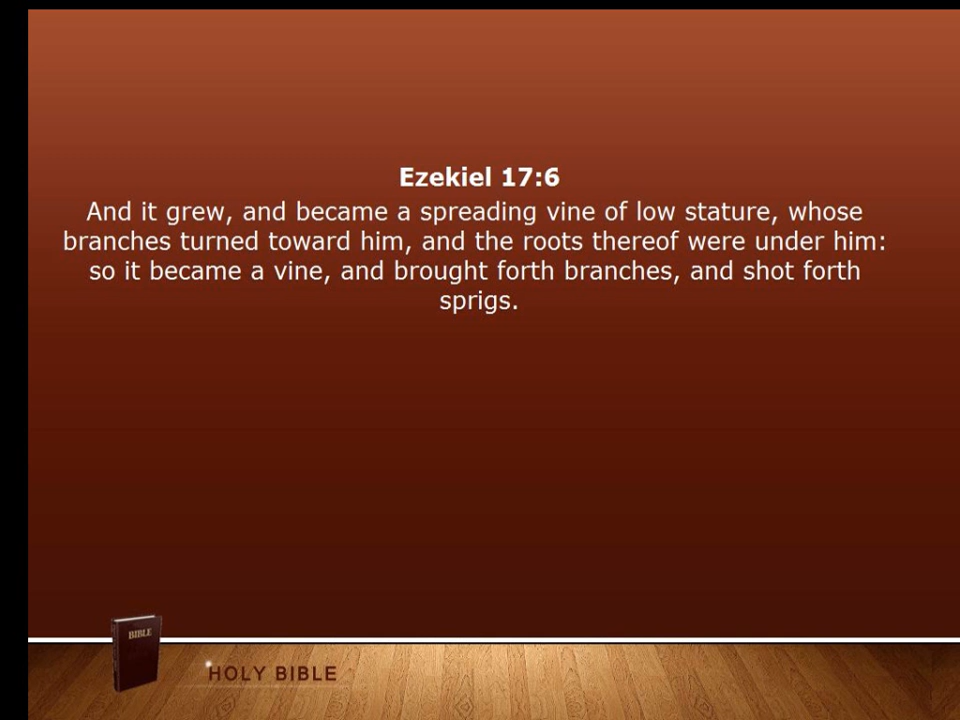 Ezekiel 17:6
And it grew, and became a spreading vine of low stature, whose
branches turned toward him, and the roots thereof were under him:
so it became a vine, and brought forth branches, and shot forth
sprigs.
BIBLE
HOLY BIBLE